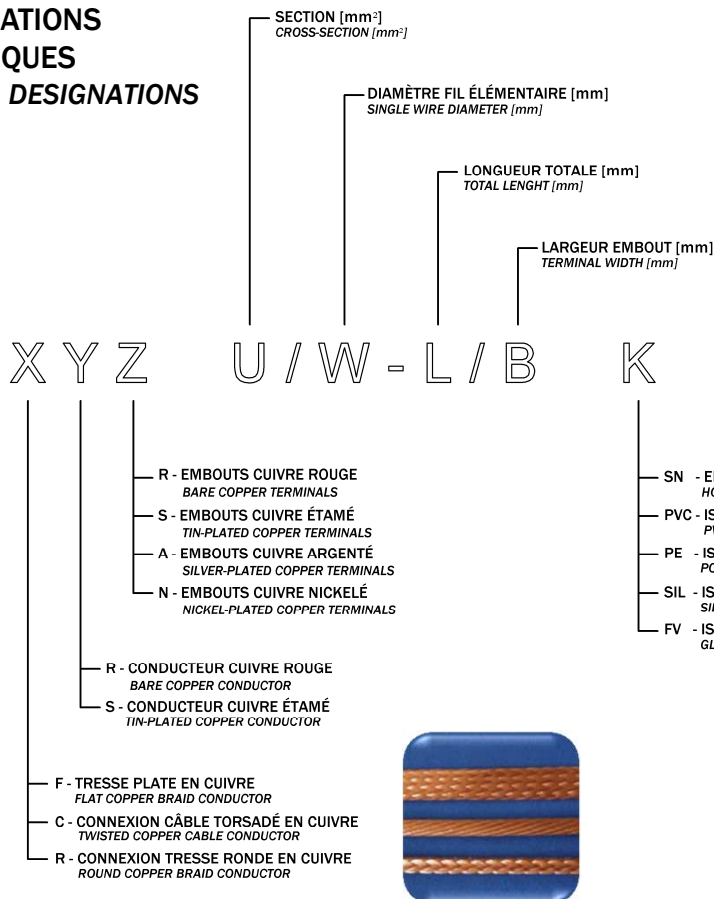 ATIONS
QUES
DESIGNATIONS
SECTION [mm²]
CROSS-SECTION [mm²]
DIAMÈTRE FIL ÉLÉMENTAIRE [mm]
SINGLE WIRE DIAMETER [mm]
LONGUEUR TOTALE [mm]
TOTAL LENGHT [mm]
LARGEUR EMBOUT [mm]
TERMINAL WIDTH [mm]
X Y Z U / W - L / B K
R - EMBOUTS CUIVRE ROUGE
BARE COPPER TERMINALS
S - EMBOUTS CUIVRE ÉTAMÉ
TIN-PLATED COPPER TERMINALS
A - EMBOUTS CUIVRE ARGENTÉ
SILVER-PLATED COPPER TERMINALS
N - EMBOUTS CUIVRE NICKELÉ
NICKEL-PLATED COPPER TERMINALS
SN - E
HO
PVC - IS
PV
PE - IS
PO
SIL - IS
SIL
FV - IS
GL
R - CONDUCTEUR CUIVRE ROUGE
BARE COPPER CONDUCTOR
S - CONDUCTEUR CUIVRE ÉTAMÉ
TIN-PLATED COPPER CONDUCTOR
F - TRESSE PLATE EN CUIVRE
FLAT COPPER BRAID CONDUCTOR
C - CONNEXION CÂBLE TORSADÉ EN CUIVRE
TWISTED COPPER CABLE CONDUCTOR
R - CONNEXION TRESSE RONDE EN CUIVRE
ROUND COPPER BRAID CONDUCTOR